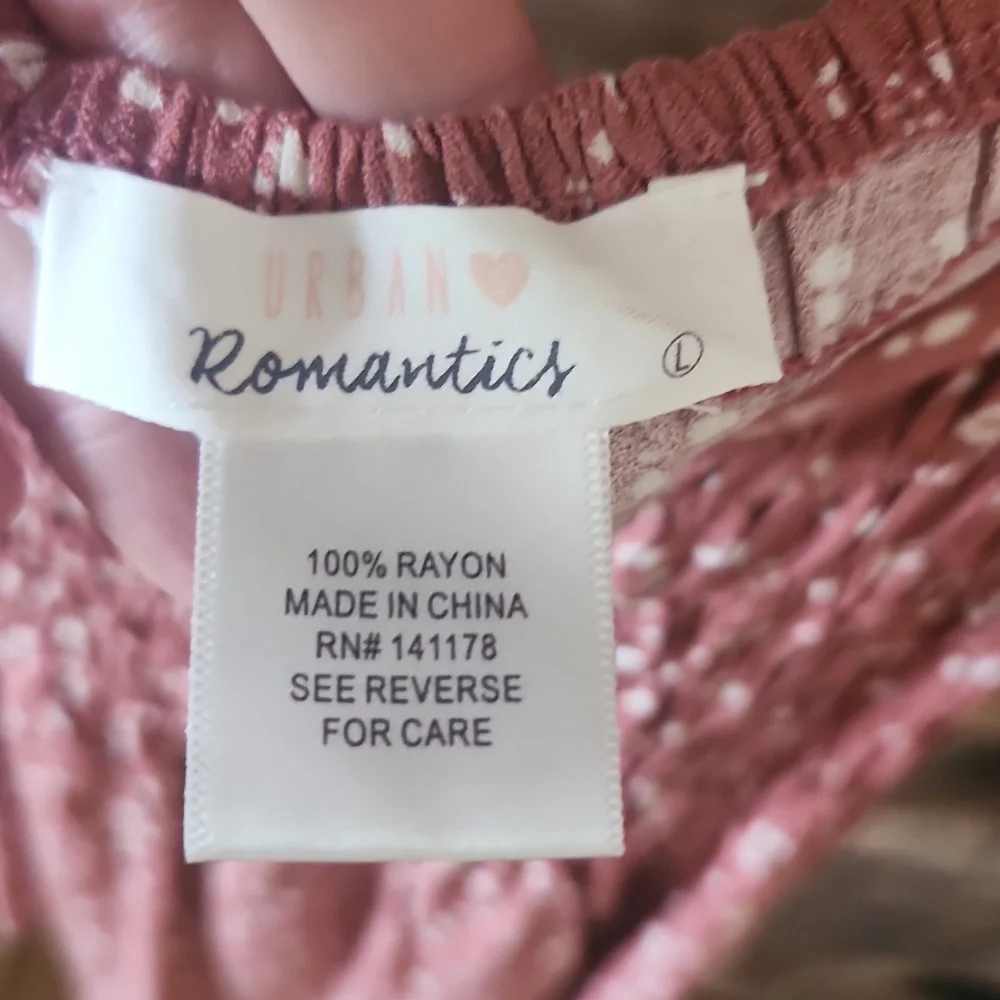 URBAN
Romantics
L
100% RAYON
MADE IN CHINA
RN# 141178
SEE REVERSE
FOR CARE